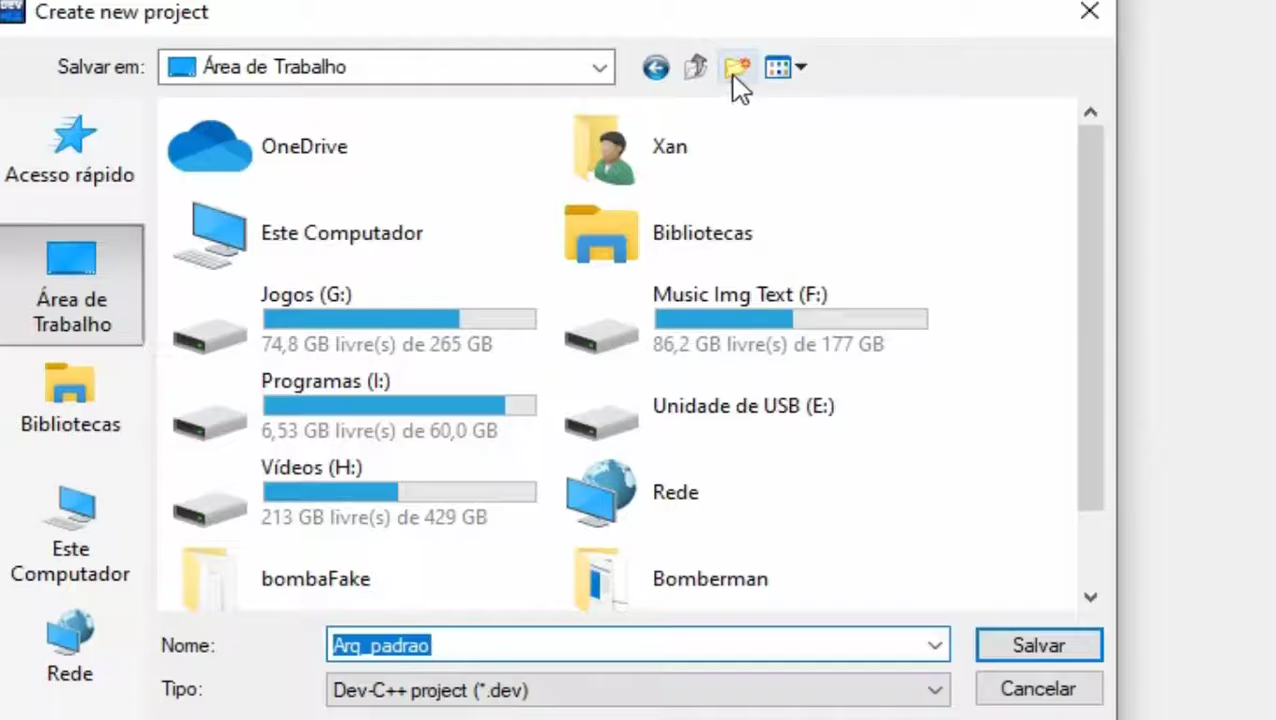 DEV
Create new project
Salvar em:
Área de Trabalho
Acesso rápido
Área de
Trabalho
Bibliotecas
Este
Computador
Rede
OneDrive
Xan
Este Computador
Bibliotecas
Jogos (G:)
74,8 GB livre(s) de 265 GB
Music Img Text (F:)
86,2 GB livre(s) de 177 GB
Programas (I:)
6,53 GB livre(s) de 60,0 GB
Unidade de USB (E:)
Vídeos (H:)
213 GB livre(s) de 429 GB
Rede
bombaFake
Bomberman
Nome:
Arq_padrao
Salvar
Tipo:
Dev-C++ project (*.dev)
Cancelar